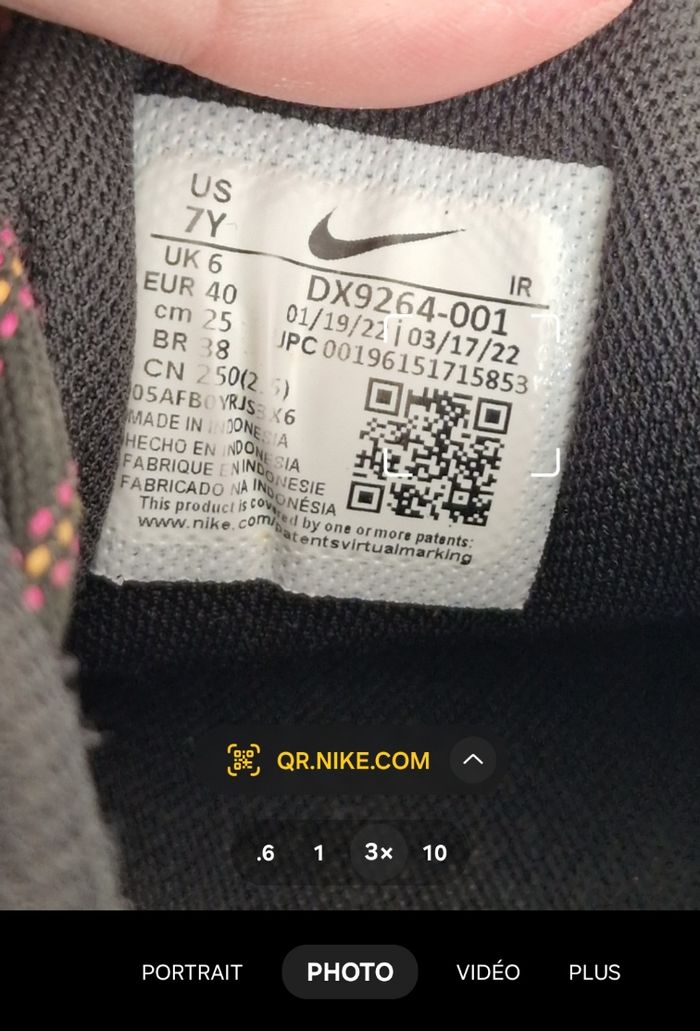 US
7Y
UK 6
EUR 40
cm 25
BR 38
IR
DX9264-001
01/19/22 | 03/17/22
UPC 00196151715853
CN 250(2.5)
MADE IN INDONESIA
HECHO EN INDONESIA
FABRIQUE EN INDONESIE
FABRICADO NA INDONÉSIA
This product is covered by one or more patents:
www.nike.com/patentsvirtualmarking
QR.NIKE.COM
.6 1 3× 10
PORTRAIT PHOTO VIDÉO PLUS